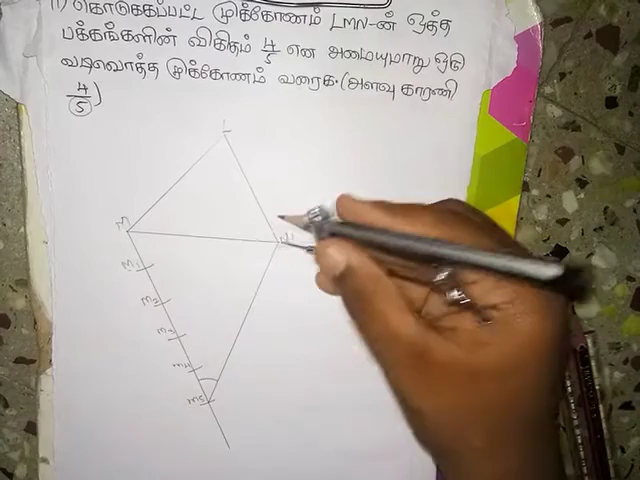 11) கொடுக்கப்பட்ட முக்கோணம் LMN-ன் ஒத்த
பக்கங்களின் விகிதம் 4/5 என அமையுமாறு ஒரு
வடிவொத்த முக்கோணம் வரைக. (அளவு காரணி
4/5)
L
M
N
M1
M2
M3
M4
M5